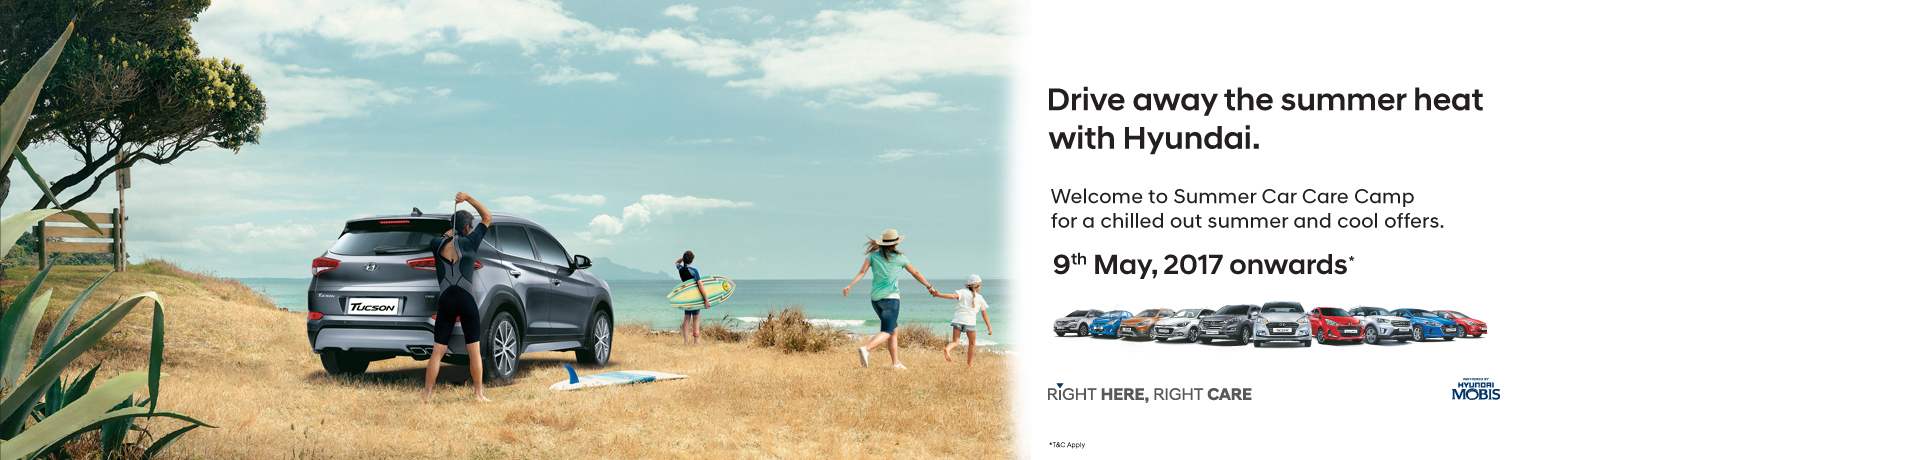 Drive away the summer heat
with Hyundai.
Welcome to Summer Car Care Camp
for a chilled out summer and cool offers.
9th May, 2017 onwards*
TUCSON
TUCSON
RIGHT HERE, RIGHT CARE
HYUNDAI
MOBIS
*T&C Apply